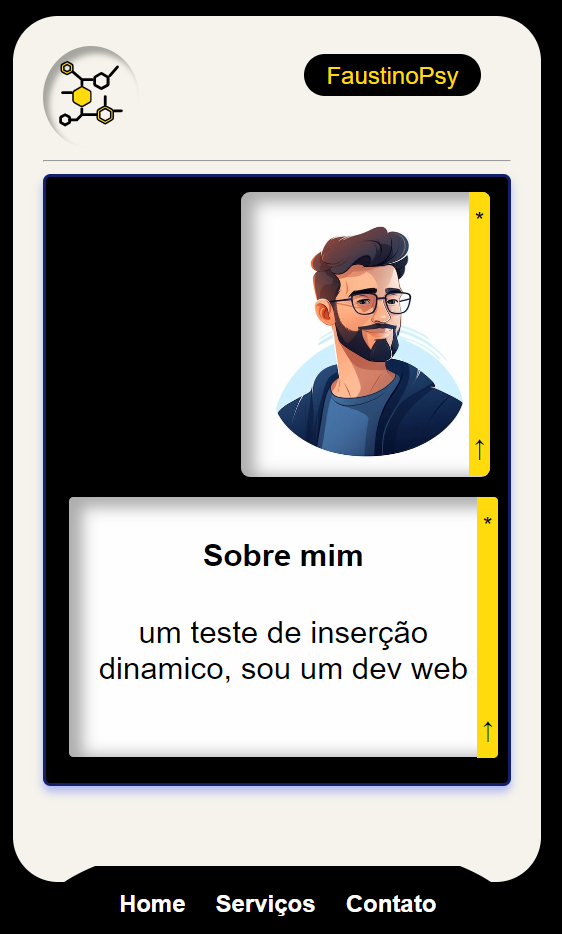 FaustinoPsy
*
↑
*
Sobre mim
um teste de inserção
dinamico, sou um dev web
↑
Home Serviços Contato